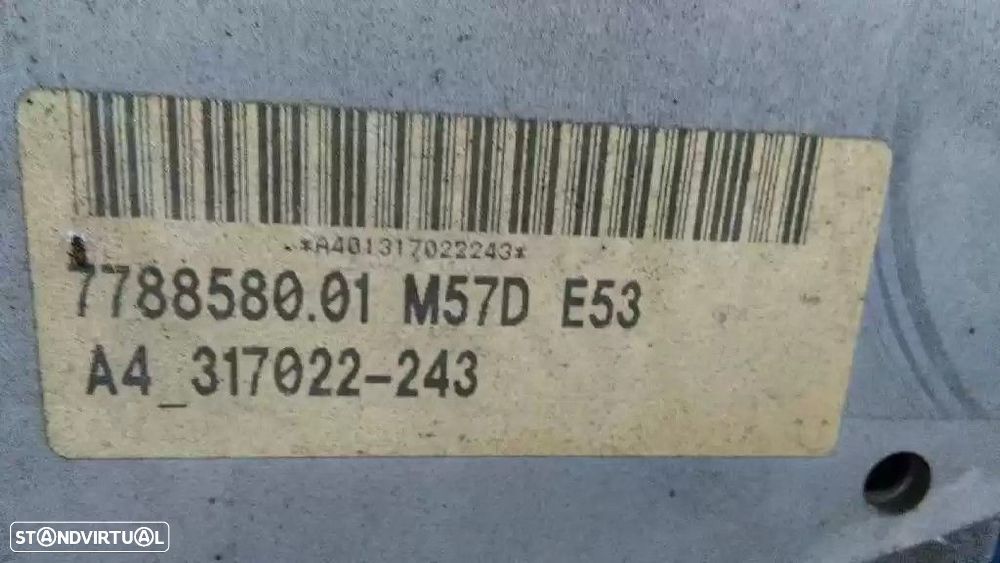 *A401317022243*
7788580.01 M57D E53
A4_317022-243
STANDVIRTUAL